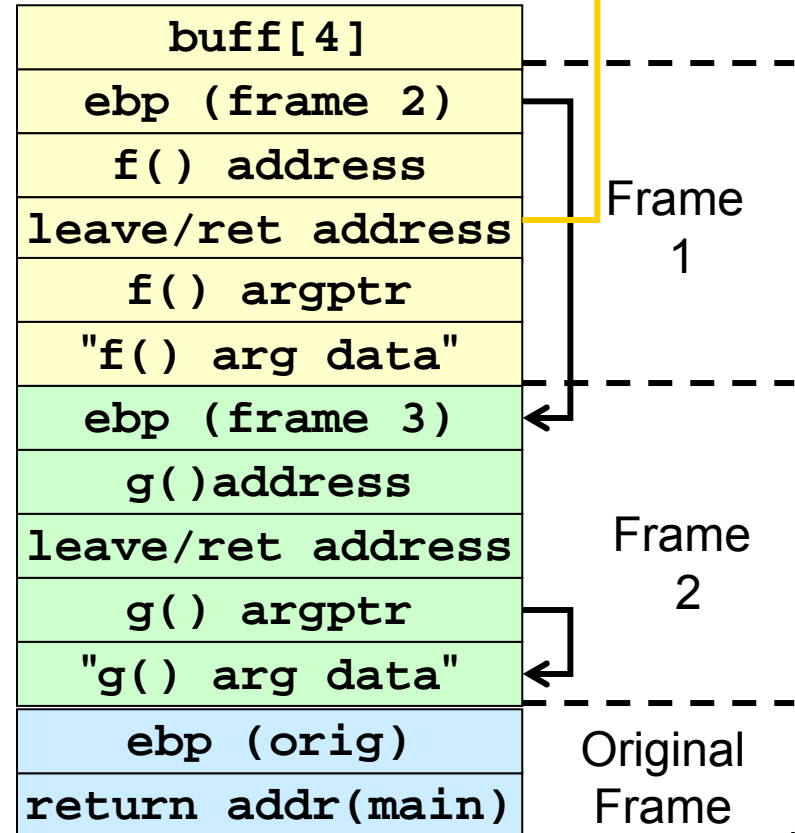 buff[4]
ebp (frame 2)
f() address
leave/ret address
f() argptr
"f() arg data"
Frame
1
ebp (frame 3)
g()address
leave/ret address
g() argptr
"g() arg data"
Frame
2
ebp (orig)
return addr(main)
Original
Frame